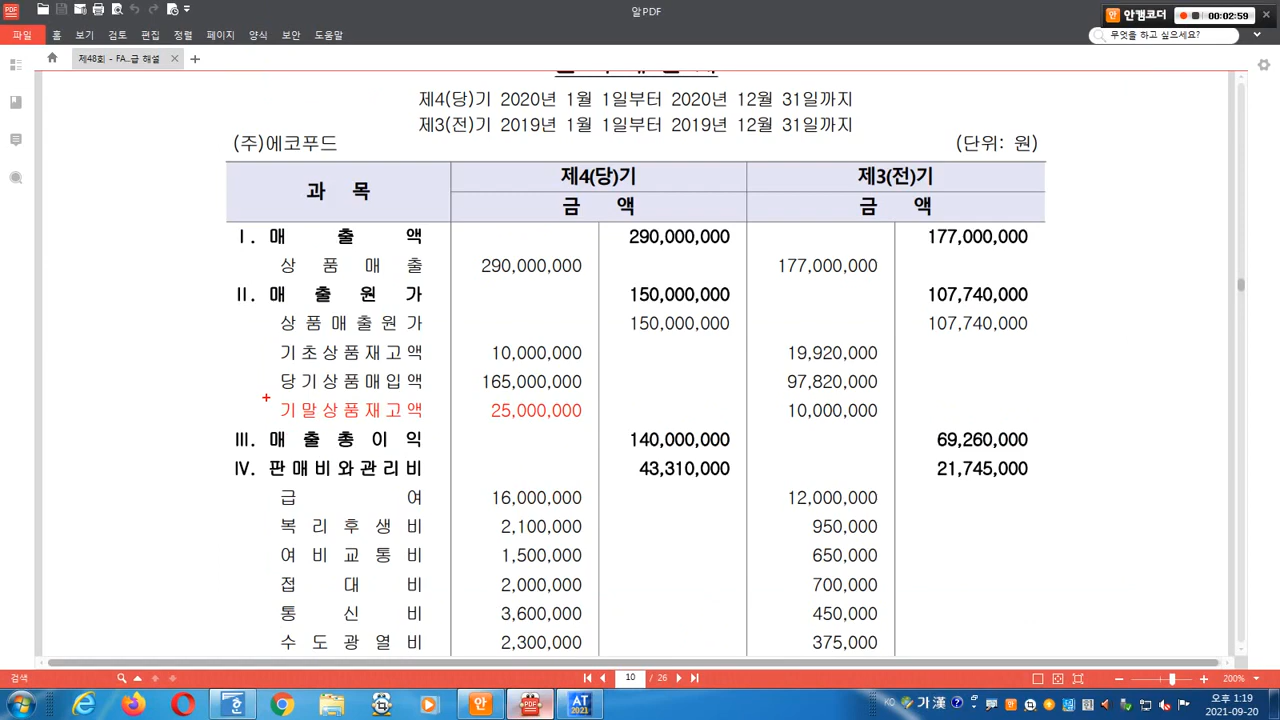 알PDF
안캠코더
00:02:59
파일 홈 보기 검토 편집 정렬 페이지 양식 보안 도움말
무엇을 하고 싶으세요?
제48회 - FA_급 해설
제4(당)기 2020년 1월 1일부터 2020년 12월 31일까지
제3(전)기 2019년 1월 1일부터 2019년 12월 31일까지
(주)에코푸드 (단위: 원)
과 목 제4(당)기 제3(전)기
금 액 금 액
Ⅰ. 매 출 액 290,000,000 177,000,000
상 품 매 출 290,000,000 177,000,000
Ⅱ. 매 출 원 가 150,000,000 107,740,000
상 품 매 출 원 가 150,000,000 107,740,000
기 초 상 품 재 고 액 10,000,000 19,920,000
당 기 상 품 매 입 액 165,000,000 97,820,000
기 말 상 품 재 고 액 25,000,000 10,000,000
Ⅲ. 매 출 총 이 익 140,000,000 69,260,000
Ⅳ. 판 매 비 와 관 리 비 43,310,000 21,745,000
급 여 16,000,000 12,000,000
복 리 후 생 비 2,100,000 950,000
여 비 교 통 비 1,500,000 650,000
접 대 비 2,000,000 700,000
통 신 비 3,600,000 450,000
수 도 광 열 비 2,300,000 375,000
검색 10 / 26 200%
KO 가 漢 오후 1:19
2021-09-20
안 PDF AT 2021